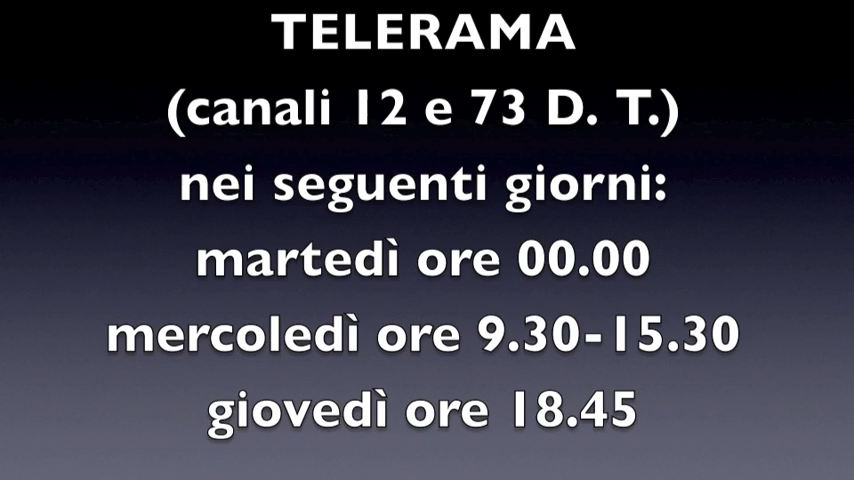 TELERAMA
(canali 12 e 73 D. T.)
nei seguenti giorni:
martedì ore 00.00
mercoledì ore 9.30-15.30
giovedì ore 18.45